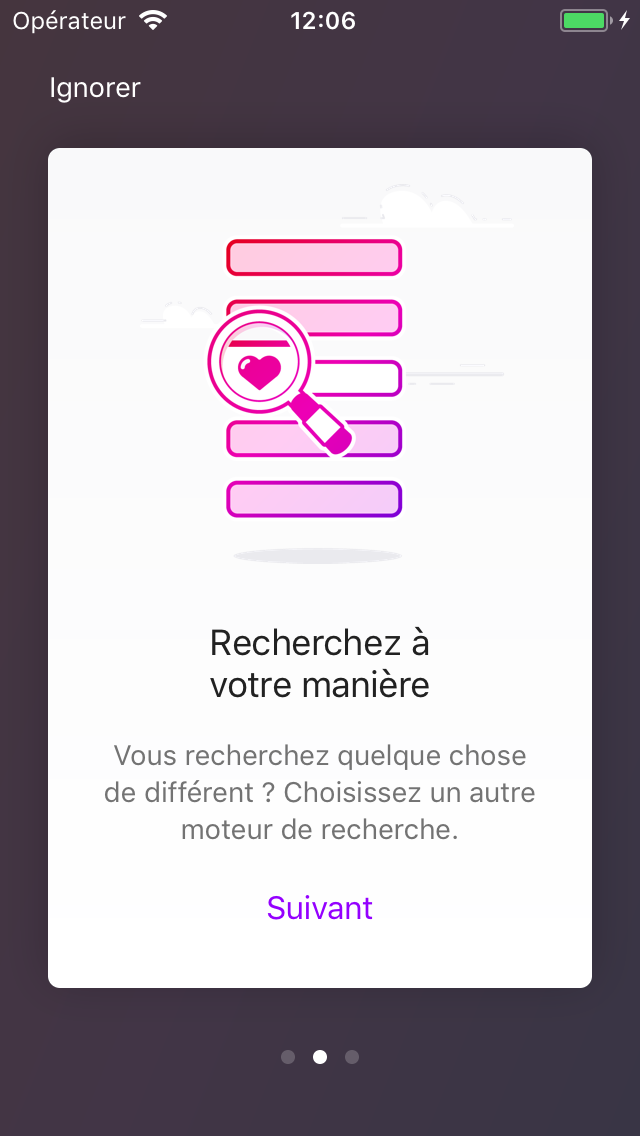 Opérateur 12:06
Ignorer
Recherchez à
votre manière
Vous recherchez quelque chose
de différent ? Choisissez un autre
moteur de recherche.
Suivant